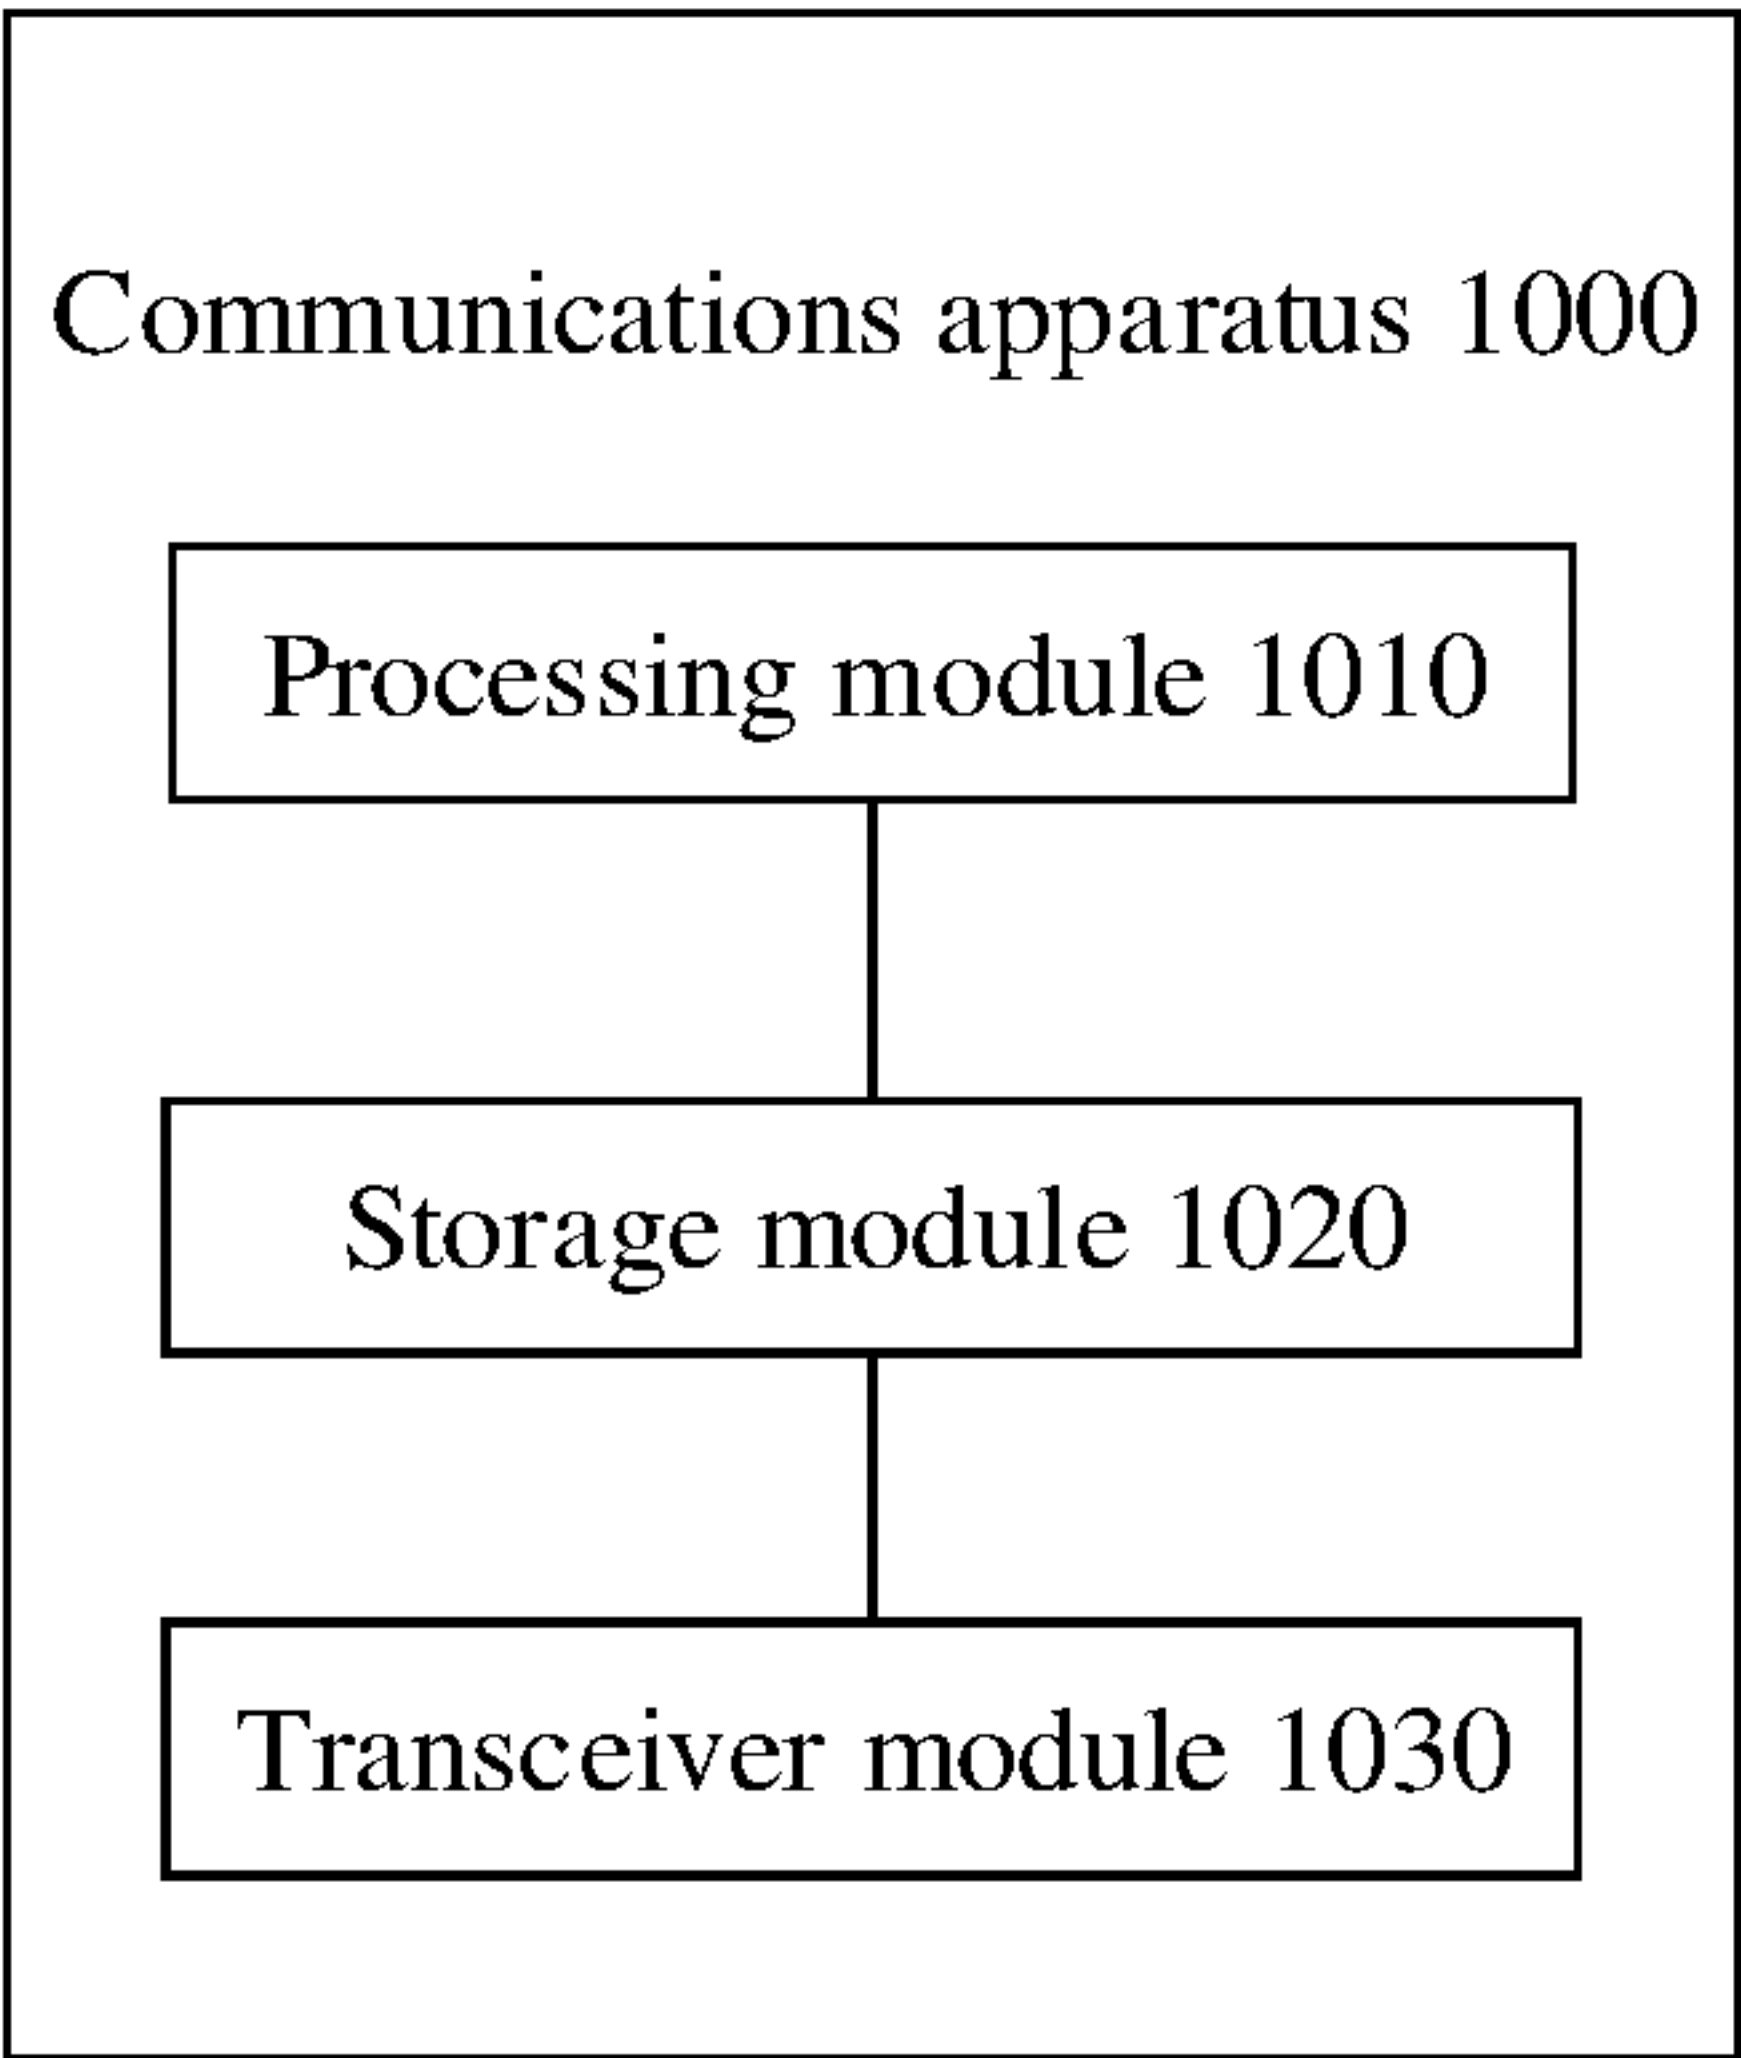 Communications apparatus 1000
Processing module 1010
Storage module 1020
Transceiver module 1030